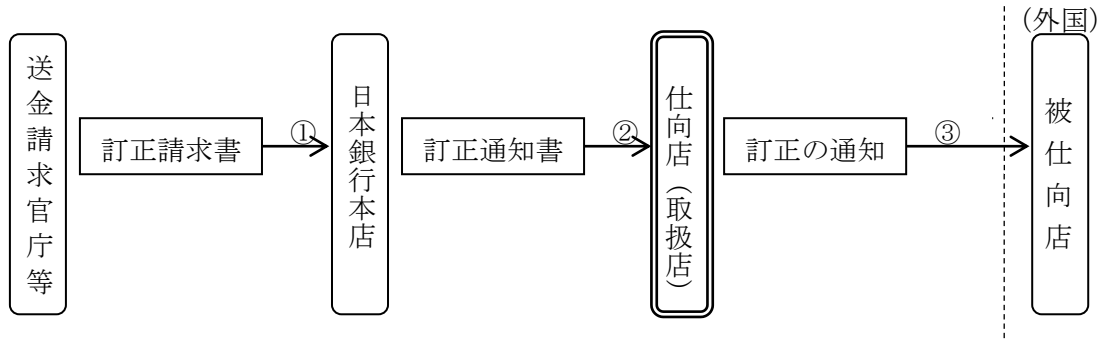 (外国)
送金請求官庁等
訂正請求書
①
日本銀行本店
訂正通知書
②
仕向店（取扱店）
訂正の通知
③
被仕向店